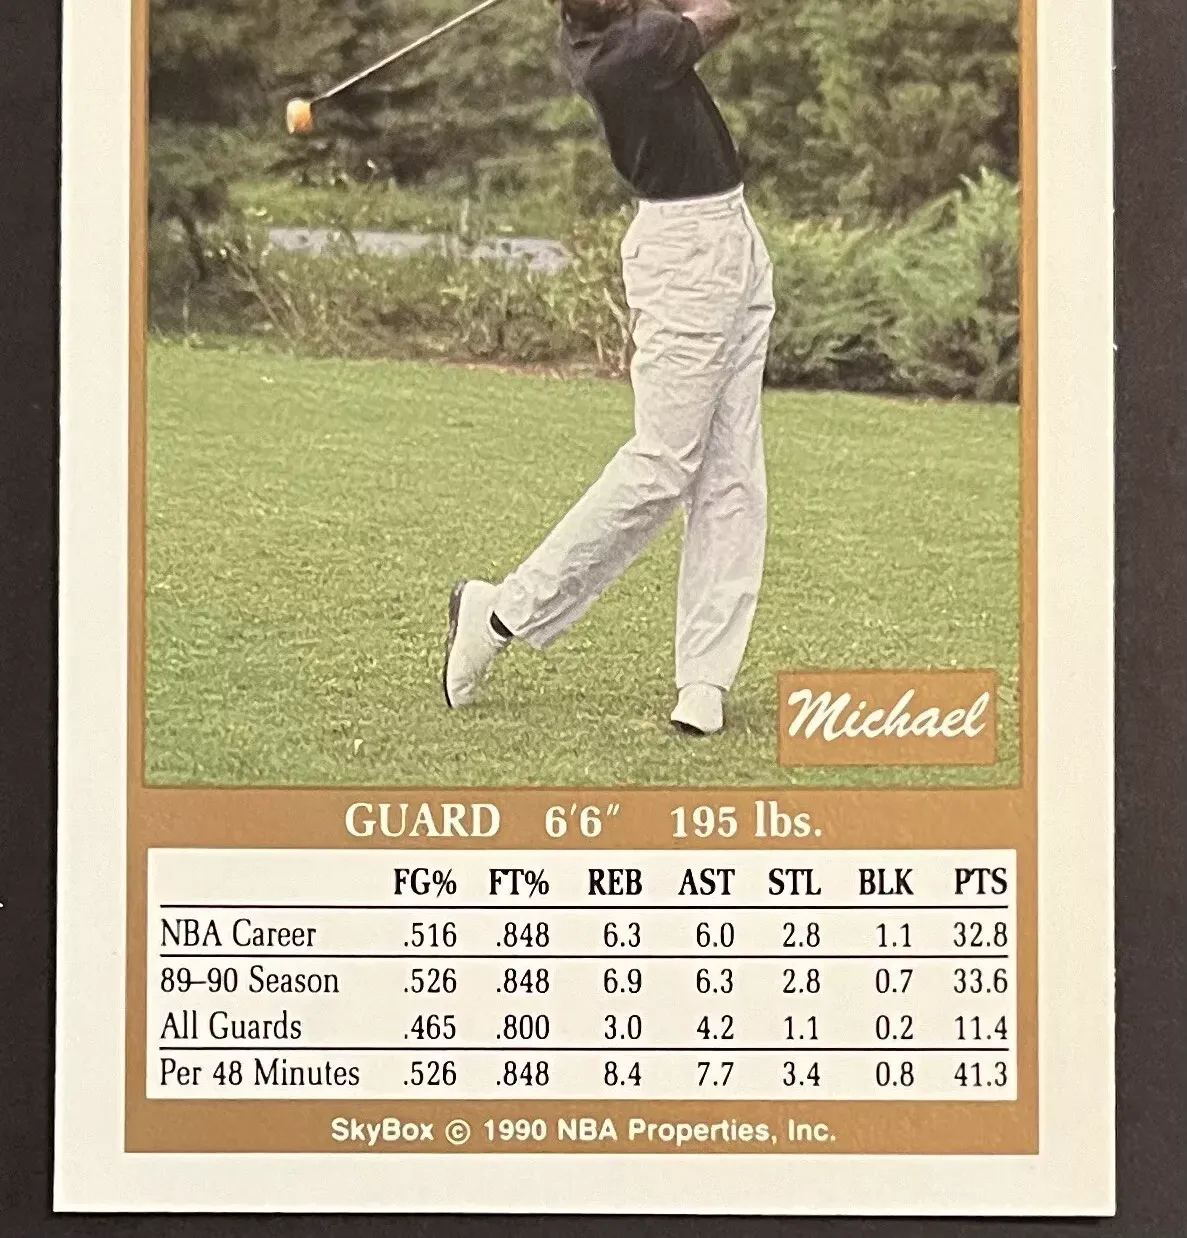 Michael
GUARD 6'6" 195 lbs.
FG% FT% REB AST STL BLK PTS
NBA Career .516 .848 6.3 6.0 2.8 1.1 32.8
89–90 Season .526 .848 6.9 6.3 2.8 0.7 33.6
All Guards .465 .800 3.0 4.2 1.1 0.2 11.4
Per 48 Minutes .526 .848 8.4 7.7 3.4 0.8 41.3
SkyBox © 1990 NBA Properties, Inc.